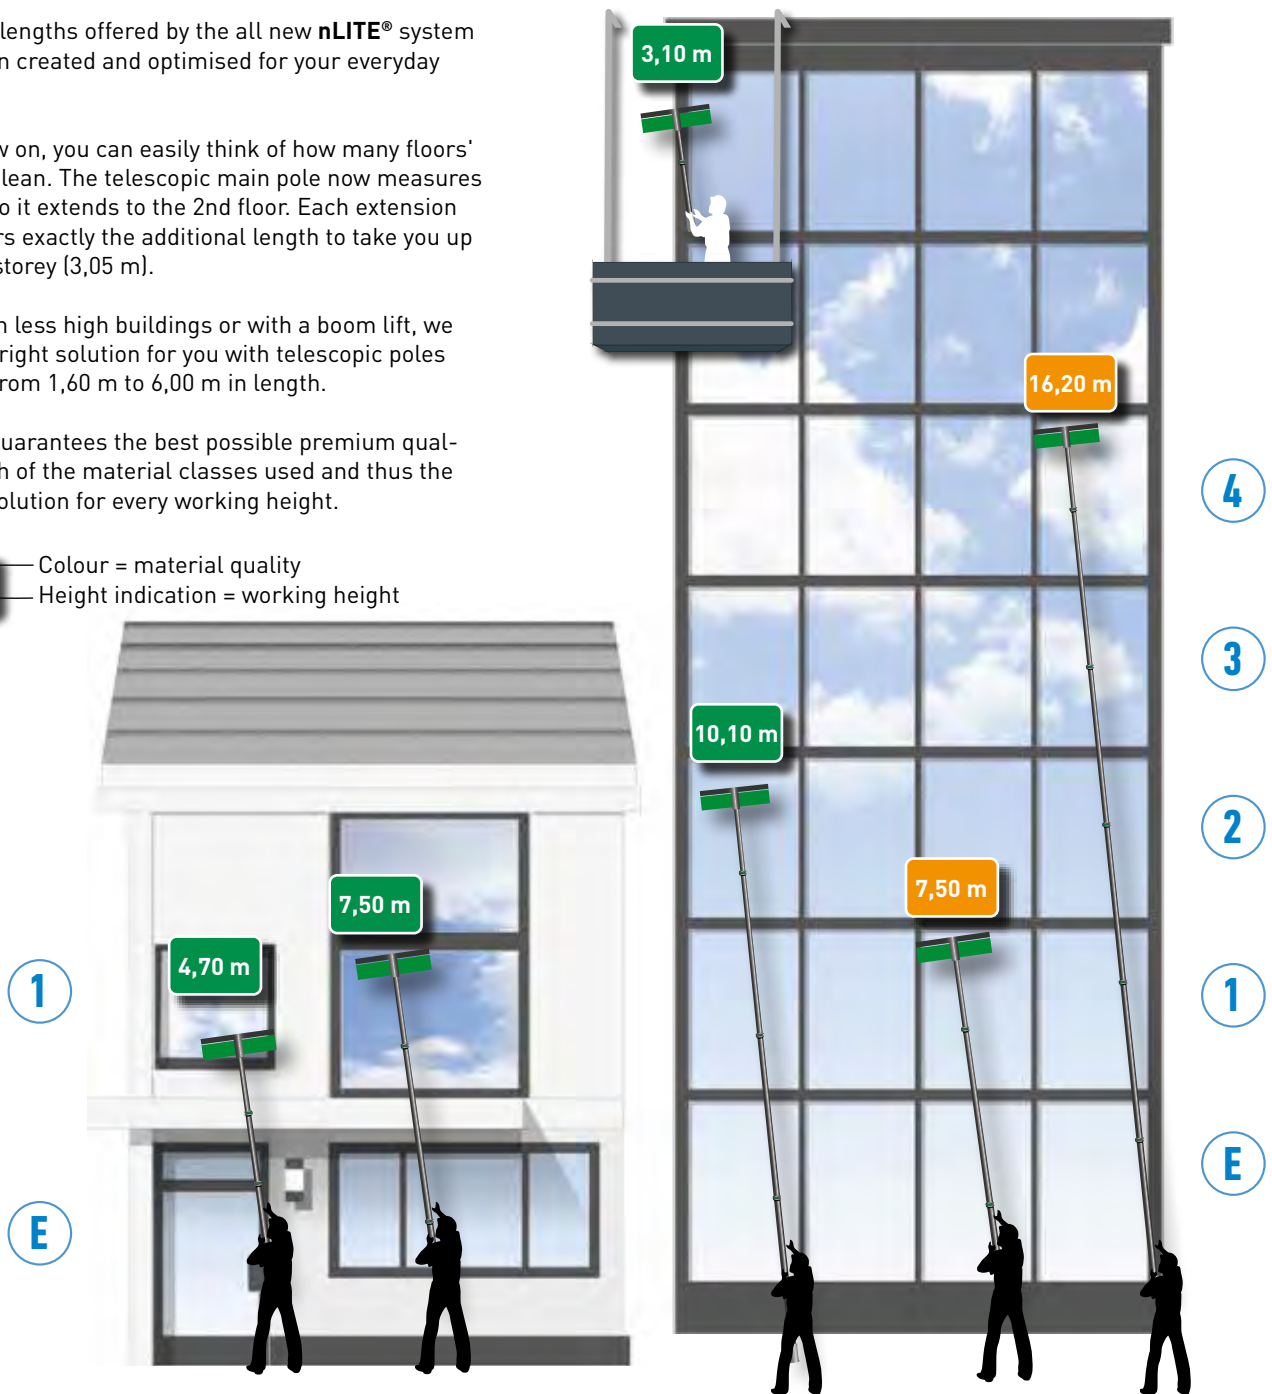 lengths offered by the all new nLITE® system
n created and optimised for your everyday
w on, you can easily think of how many floors'
lean. The telescopic main pole now measures
o it extends to the 2nd floor. Each extension
rs exactly the additional length to take you up
storey (3,05 m).
n less high buildings or with a boom lift, we
right solution for you with telescopic poles
rom 1,60 m to 6,00 m in length.
uarantees the best possible premium qual-
h of the material classes used and thus the
olution for every working height.
Colour = material quality
Height indication = working height
3,10 m
16,20 m
10,10 m
7,50 m
7,50 m
4,70 m
1
E
4
3
2
1
E